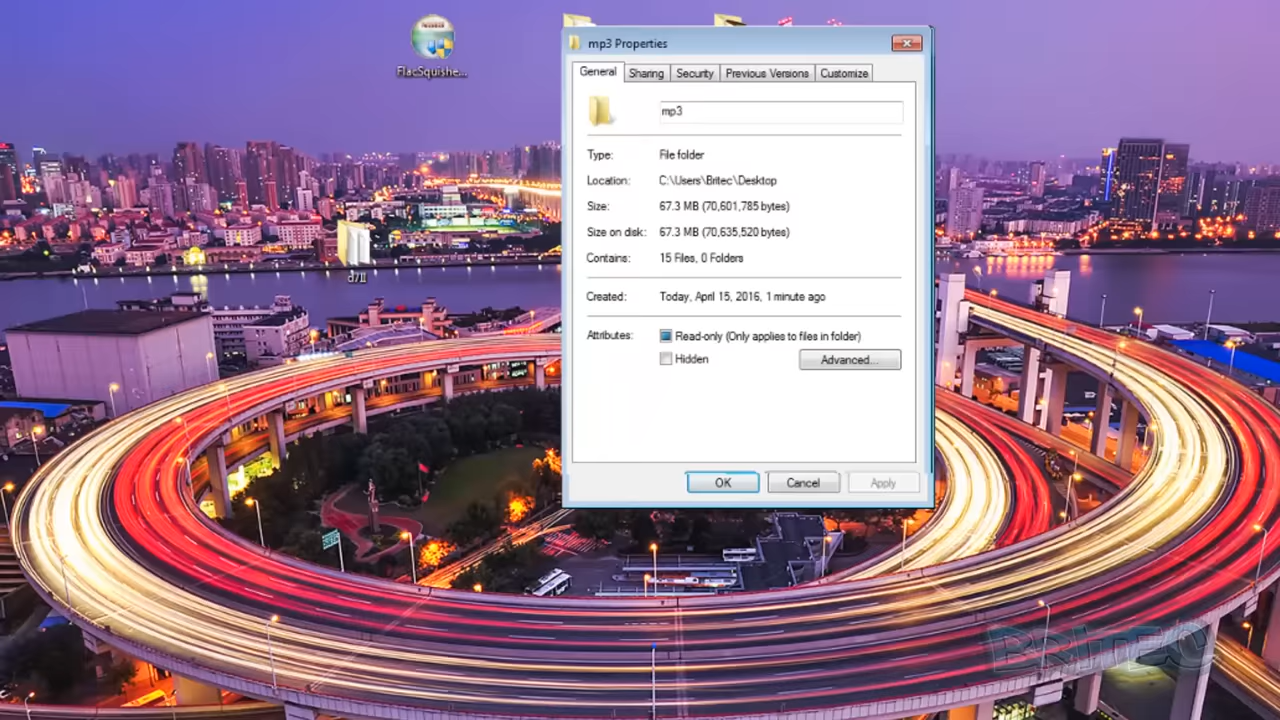 FlacSquishe...
mp3 Properties
General Sharing Security Previous Versions Customize
mp3
Type: File folder
Location: C:\Users\Britec\Desktop
Size: 67.3 MB (70,601,785 bytes)
Size on disk: 67.3 MB (70,635,520 bytes)
Contains: 15 Files, 0 Folders
Created: Today, April 15, 2016, 1 minute ago
Attributes: Read-only (Only applies to files in folder)
Hidden Advanced...
OK Cancel Apply
BRITEC